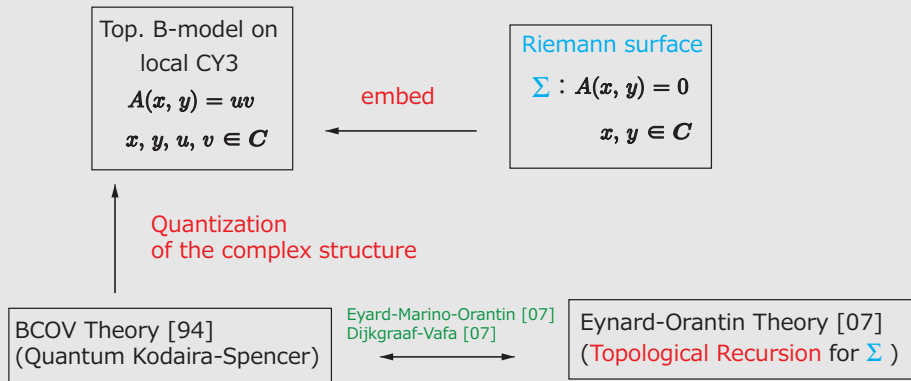 Top. B-model on
local CY3
A(x, y) = uv
x, y, u, v ∈ C
embed
Riemann surface
Σ : A(x, y) = 0
x, y ∈ C
Quantization
of the complex structure
BCOV Theory [94]
(Quantum Kodaira-Spencer)
Eyard-Marino-Orantin [07]
Dijkgraaf-Vafa [07]
Eynard-Orantin Theory [07]
(Topological Recursion for Σ )